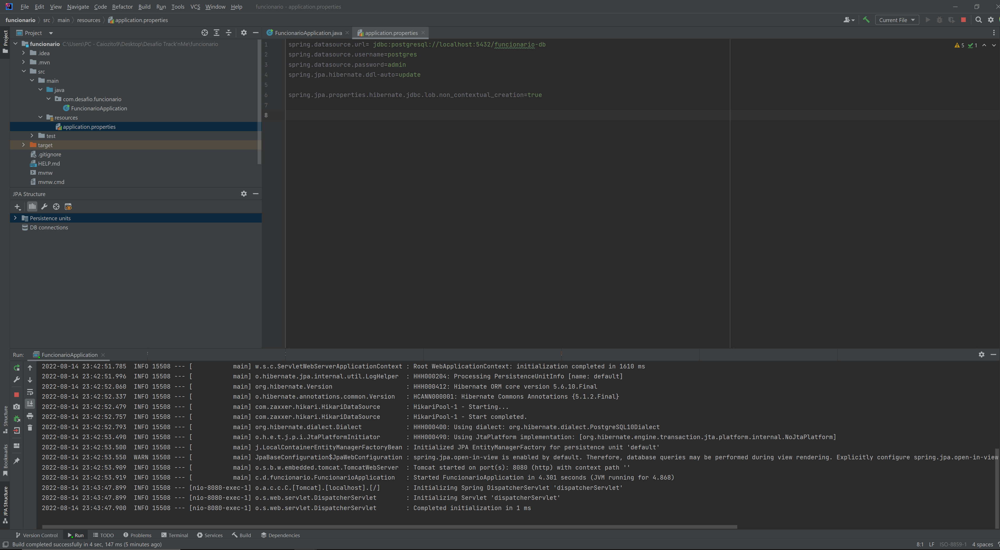 File Edit View Navigate Code Refactor Build Run Tools VCS Window Help funcionario - application.properties
funcionario src main resources application.properties Current File
Project FuncionarioApplication.java application.properties
Project
funcionario C:\Users\PC - Caiozito9\Desktop\Desafio Track'nMe\funcionario
.idea
.mvn
src
main
java
com.desafio.funcionario
FuncionarioApplication
resources
application.properties
test
target
.gitignore
HELP.md
mvnw
mvnw.cmd
1 spring.datasource.url= jdbc:postgresql://localhost:5432/funcionario-db
2 spring.datasource.username=postgres
3 spring.datasource.password=admin
4 spring.jpa.hibernate.ddl-auto=update
5
6 spring.jpa.properties.hibernate.jdbc.lob.non_contextual_creation=true
7
8
5 1
JPA Structure
Persistence units
DB connections
Run: FuncionarioApplication
2022-08-14 23:42:51.785 INFO 15508 --- [ main] w.s.c.ServletWebServerApplicationContext : Root WebApplicationContext: initialization completed in 1610 ms
2022-08-14 23:42:51.996 INFO 15508 --- [ main] o.hibernate.jpa.internal.util.LogHelper : HHH000204: Processing PersistenceUnitInfo [name: default]
2022-08-14 23:42:52.060 INFO 15508 --- [ main] org.hibernate.Version : HHH000412: Hibernate ORM core version 5.6.10.Final
2022-08-14 23:42:52.337 INFO 15508 --- [ main] o.hibernate.annotations.common.Version : HCANN000001: Hibernate Commons Annotations {5.1.2.Final}
2022-08-14 23:42:52.479 INFO 15508 --- [ main] com.zaxxer.hikari.HikariDataSource : HikariPool-1 - Starting...
2022-08-14 23:42:52.757 INFO 15508 --- [ main] com.zaxxer.hikari.HikariDataSource : HikariPool-1 - Start completed.
2022-08-14 23:42:52.793 INFO 15508 --- [ main] org.hibernate.dialect.Dialect : HHH000400: Using dialect: org.hibernate.dialect.PostgreSQL10Dialect
2022-08-14 23:42:53.490 INFO 15508 --- [ main] o.h.e.t.j.p.i.JtaPlatformInitiator : HHH000490: Using JtaPlatform implementation: [org.hibernate.engine.transaction.jta.platform.internal.NoJtaPlatform]
2022-08-14 23:42:53.500 INFO 15508 --- [ main] j.LocalContainerEntityManagerFactoryBean : Initialized JPA EntityManagerFactory for persistence unit 'default'
2022-08-14 23:42:53.550 WARN 15508 --- [ main] JpaBaseConfiguration$JpaWebConfiguration : spring.jpa.open-in-view is enabled by default. Therefore, database queries may be performed during view rendering. Explicitly configure spring.jpa.open-in-view
2022-08-14 23:42:53.909 INFO 15508 --- [ main] o.s.b.w.embedded.tomcat.TomcatWebServer : Tomcat started on port(s): 8080 (http) with context path ''
2022-08-14 23:42:53.919 INFO 15508 --- [ main] c.d.funcionario.FuncionarioApplication : Started FuncionarioApplication in 4.301 seconds (JVM running for 4.868)
2022-08-14 23:43:47.899 INFO 15508 --- [nio-8080-exec-1] o.a.c.c.C.[Tomcat].[localhost].[/] : Initializing Spring DispatcherServlet 'dispatcherServlet'
2022-08-14 23:43:47.899 INFO 15508 --- [nio-8080-exec-1] o.s.web.servlet.DispatcherServlet : Initializing Servlet 'dispatcherServlet'
2022-08-14 23:43:47.900 INFO 15508 --- [nio-8080-exec-1] o.s.web.servlet.DispatcherServlet : Completed initialization in 1 ms
Structure
Bookmarks
JPA Structure
Version Control Run TODO Problems Terminal Services Build Dependencies
Build completed successfully in 4 sec, 147 ms (5 minutes ago) 8:1 LF ISO-8859-1 4 spaces